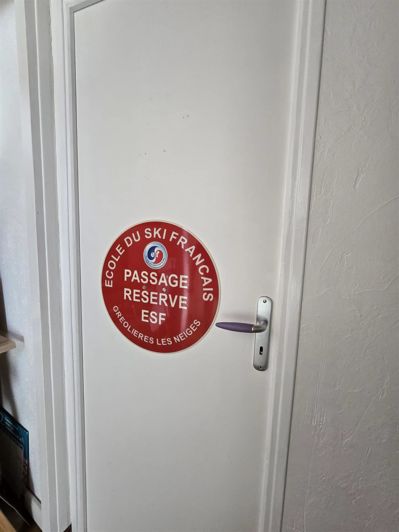 ECOLE DU SKI FRANCAIS
PASSAGE
RESERVE
ESF
GREOLIERES LES NEIGES